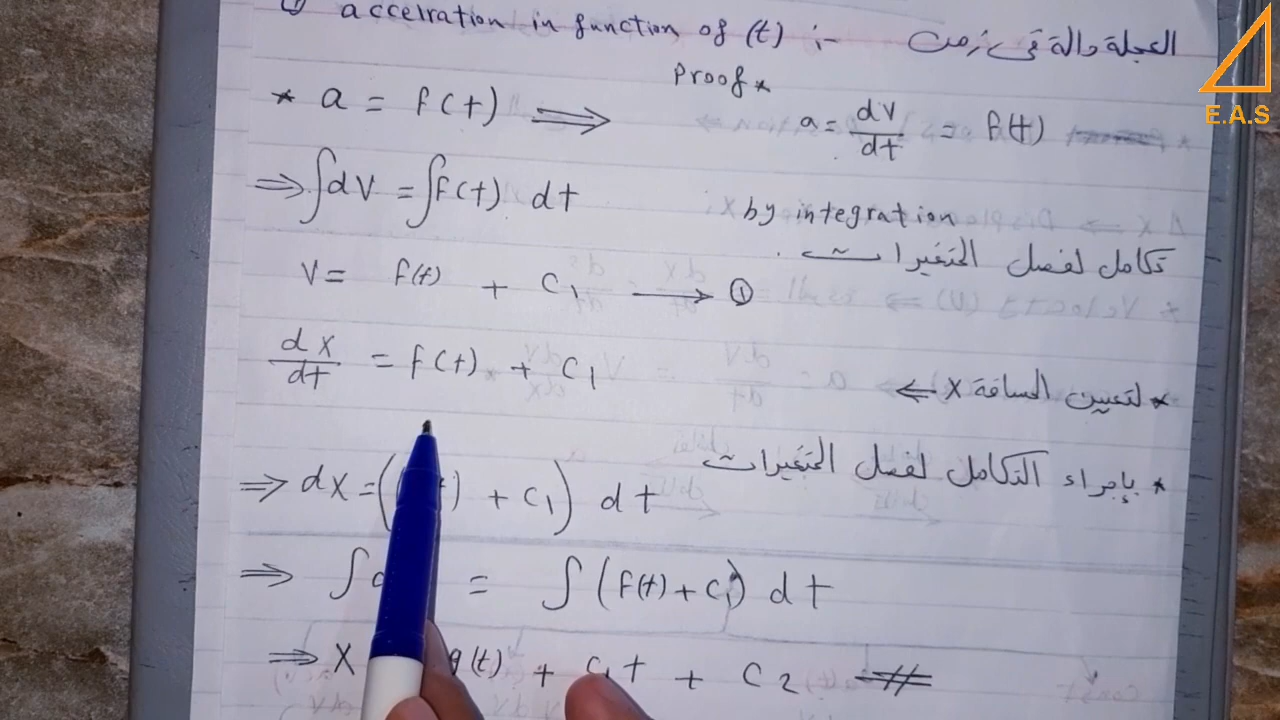 ① accelration in function of (t) :- العجلة دالة فى زمن
E.A.S
Proof *
* a = f(t) ⟹ a = dv/dt = f(t)
⟹ ∫dv = ∫f(t) dt by integration
تكامل لفصل المتغيرات
v = f(t) + C₁ ⟶ ①
dx/dt = f(t) + C₁ * لتعيين المسافة x ⟸
* بإجراء التكامل لفصل المتغيرات
⟹ dx = ( t) + C₁) dt
⟹ ∫ = ∫(f(t) + C₁) dt
⟹ x g(t) + C₁t + C₂ #